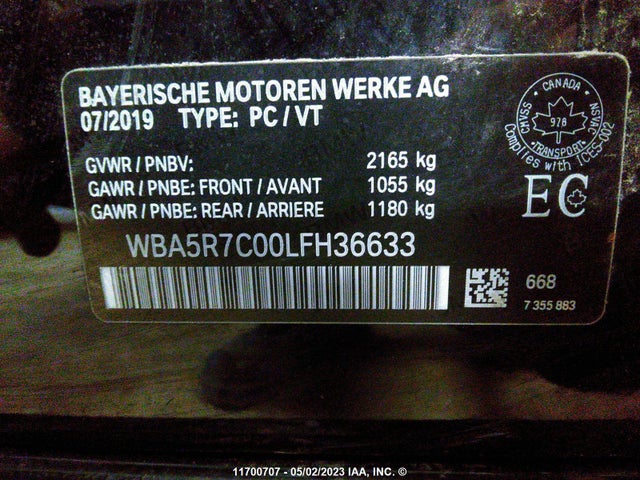 BAYERISCHE MOTOREN WERKE AG
07/2019 TYPE: PC / VT
GVWR / PNBV: 2165 kg
GAWR / PNBE: FRONT / AVANT 1055 kg
GAWR / PNBE: REAR / ARRIERE 1180 kg
WBA5R7C00LFH36633
CANADA
CNVSS
NSVAC
978
TRANSPORT
Complies with ICES-002
EC
668
7 355 883
11700707 - 05/02/2023 IAA, INC. ©